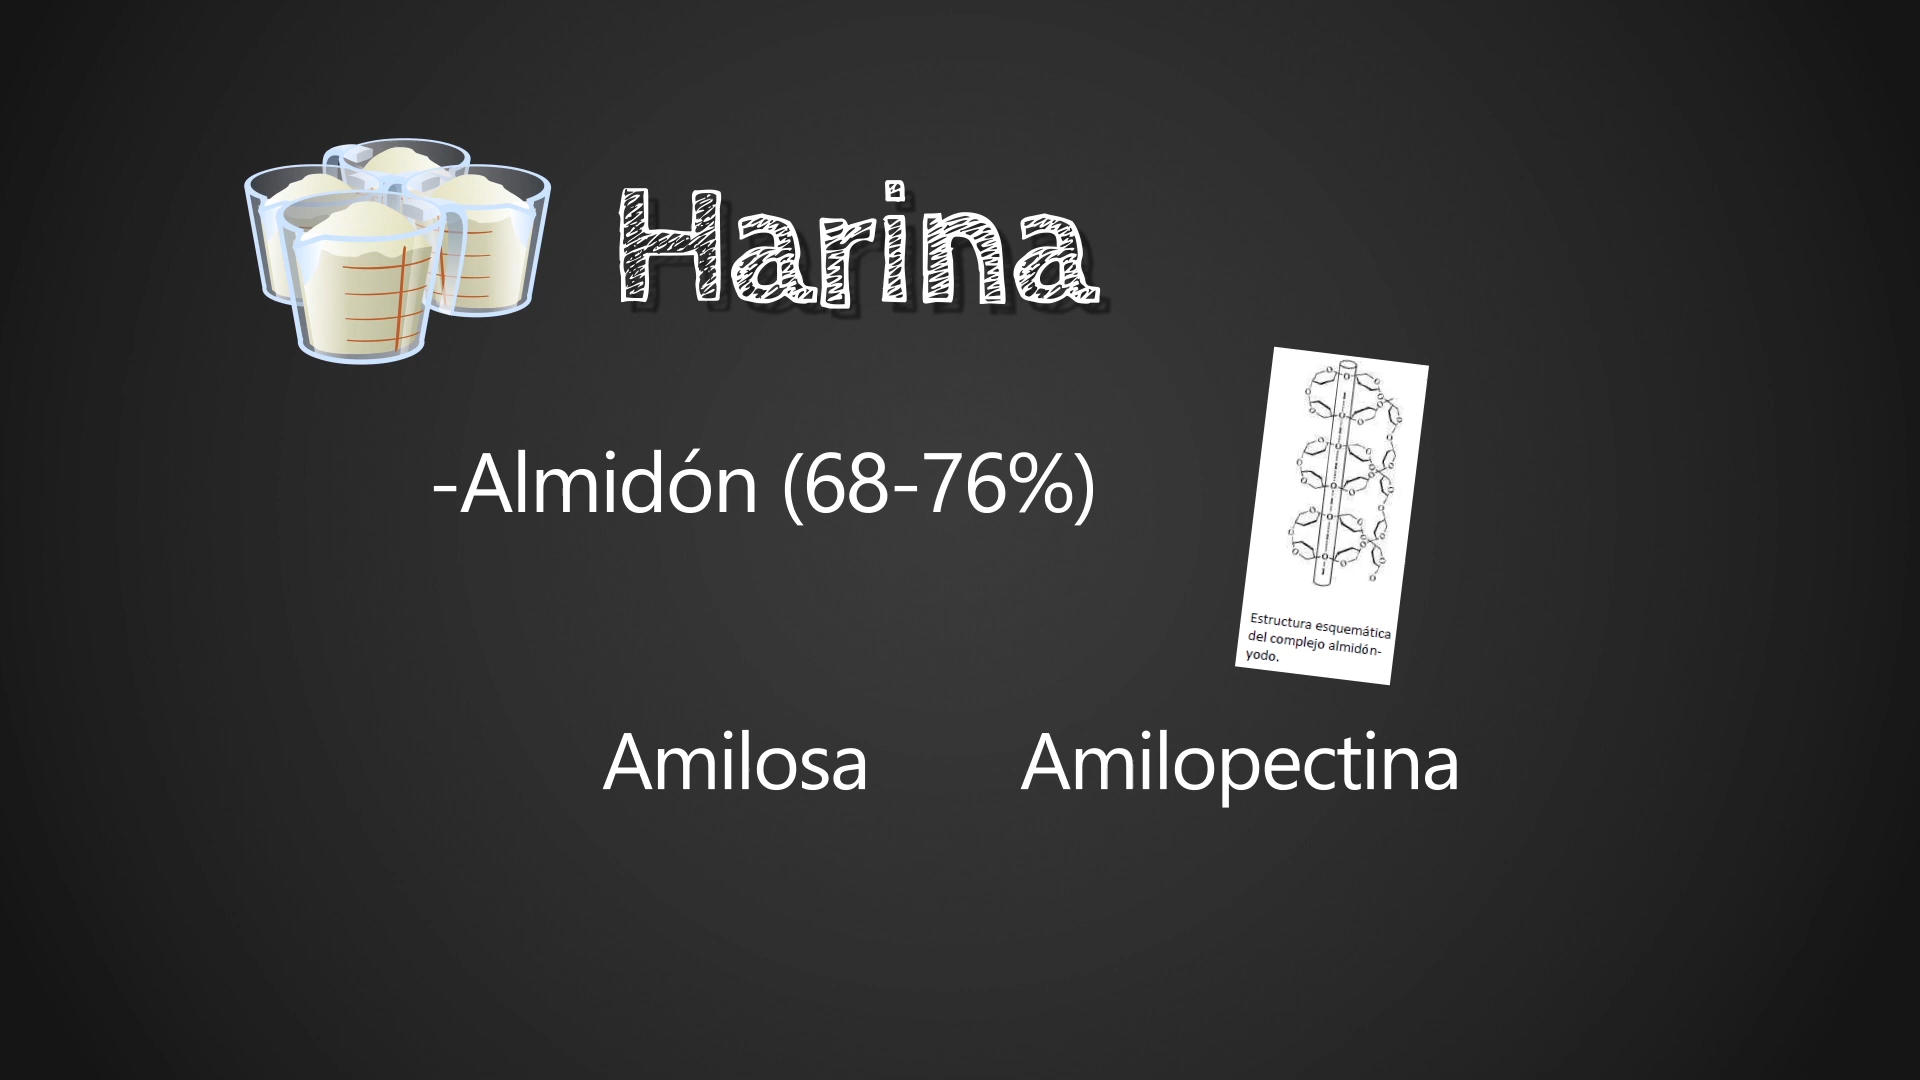 Harina
-Almidón (68-76%)
Estructura esquemática
del complejo almidón-
yodo.
Amilosa Amilopectina